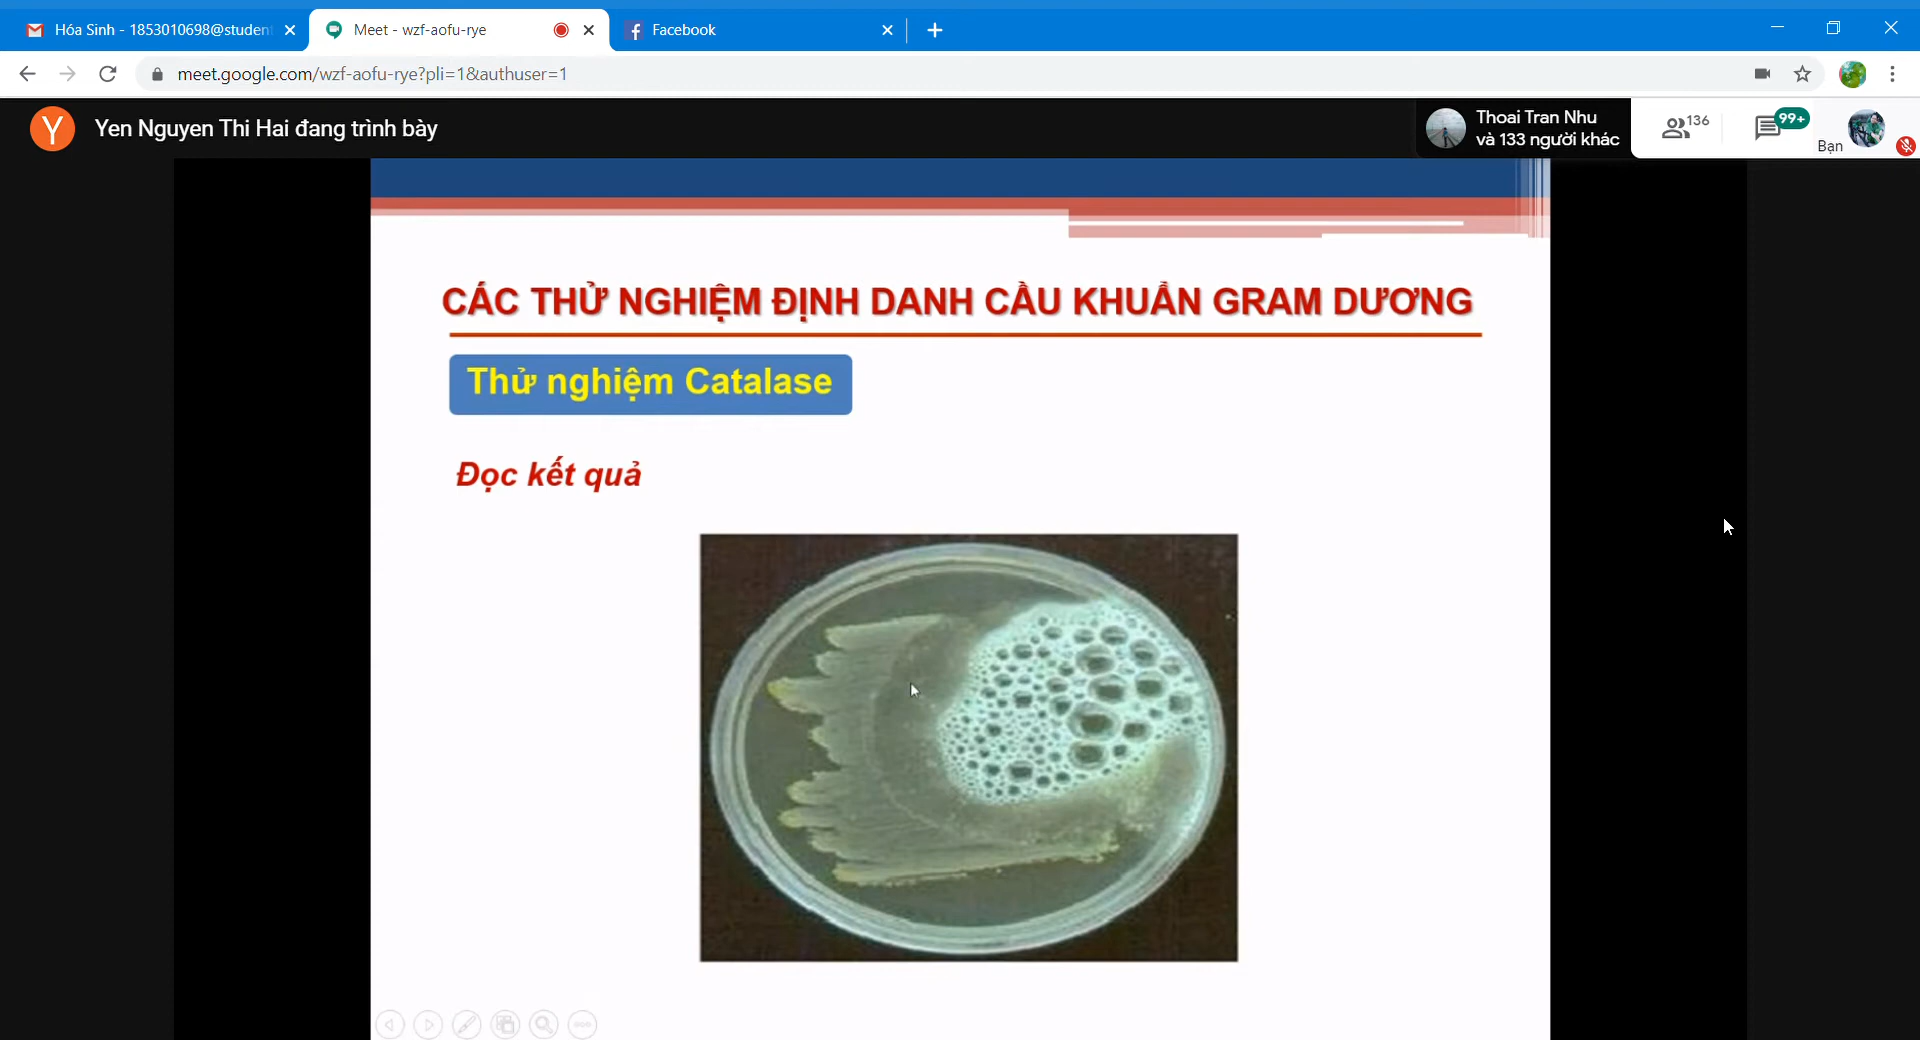 Hóa Sinh - 1853010698@student
Meet - wzf-aofu-rye
Facebook
meet.google.com/wzf-aofu-rye?pli=1&authuser=1
Y
Yen Nguyen Thi Hai đang trình bày
Thoai Tran Nhu
và 133 người khác
136
99+
Bạn
CÁC THỬ NGHIỆM ĐỊNH DANH CẦU KHUẨN GRAM DƯƠNG
Thử nghiệm Catalase
Đọc kết quả